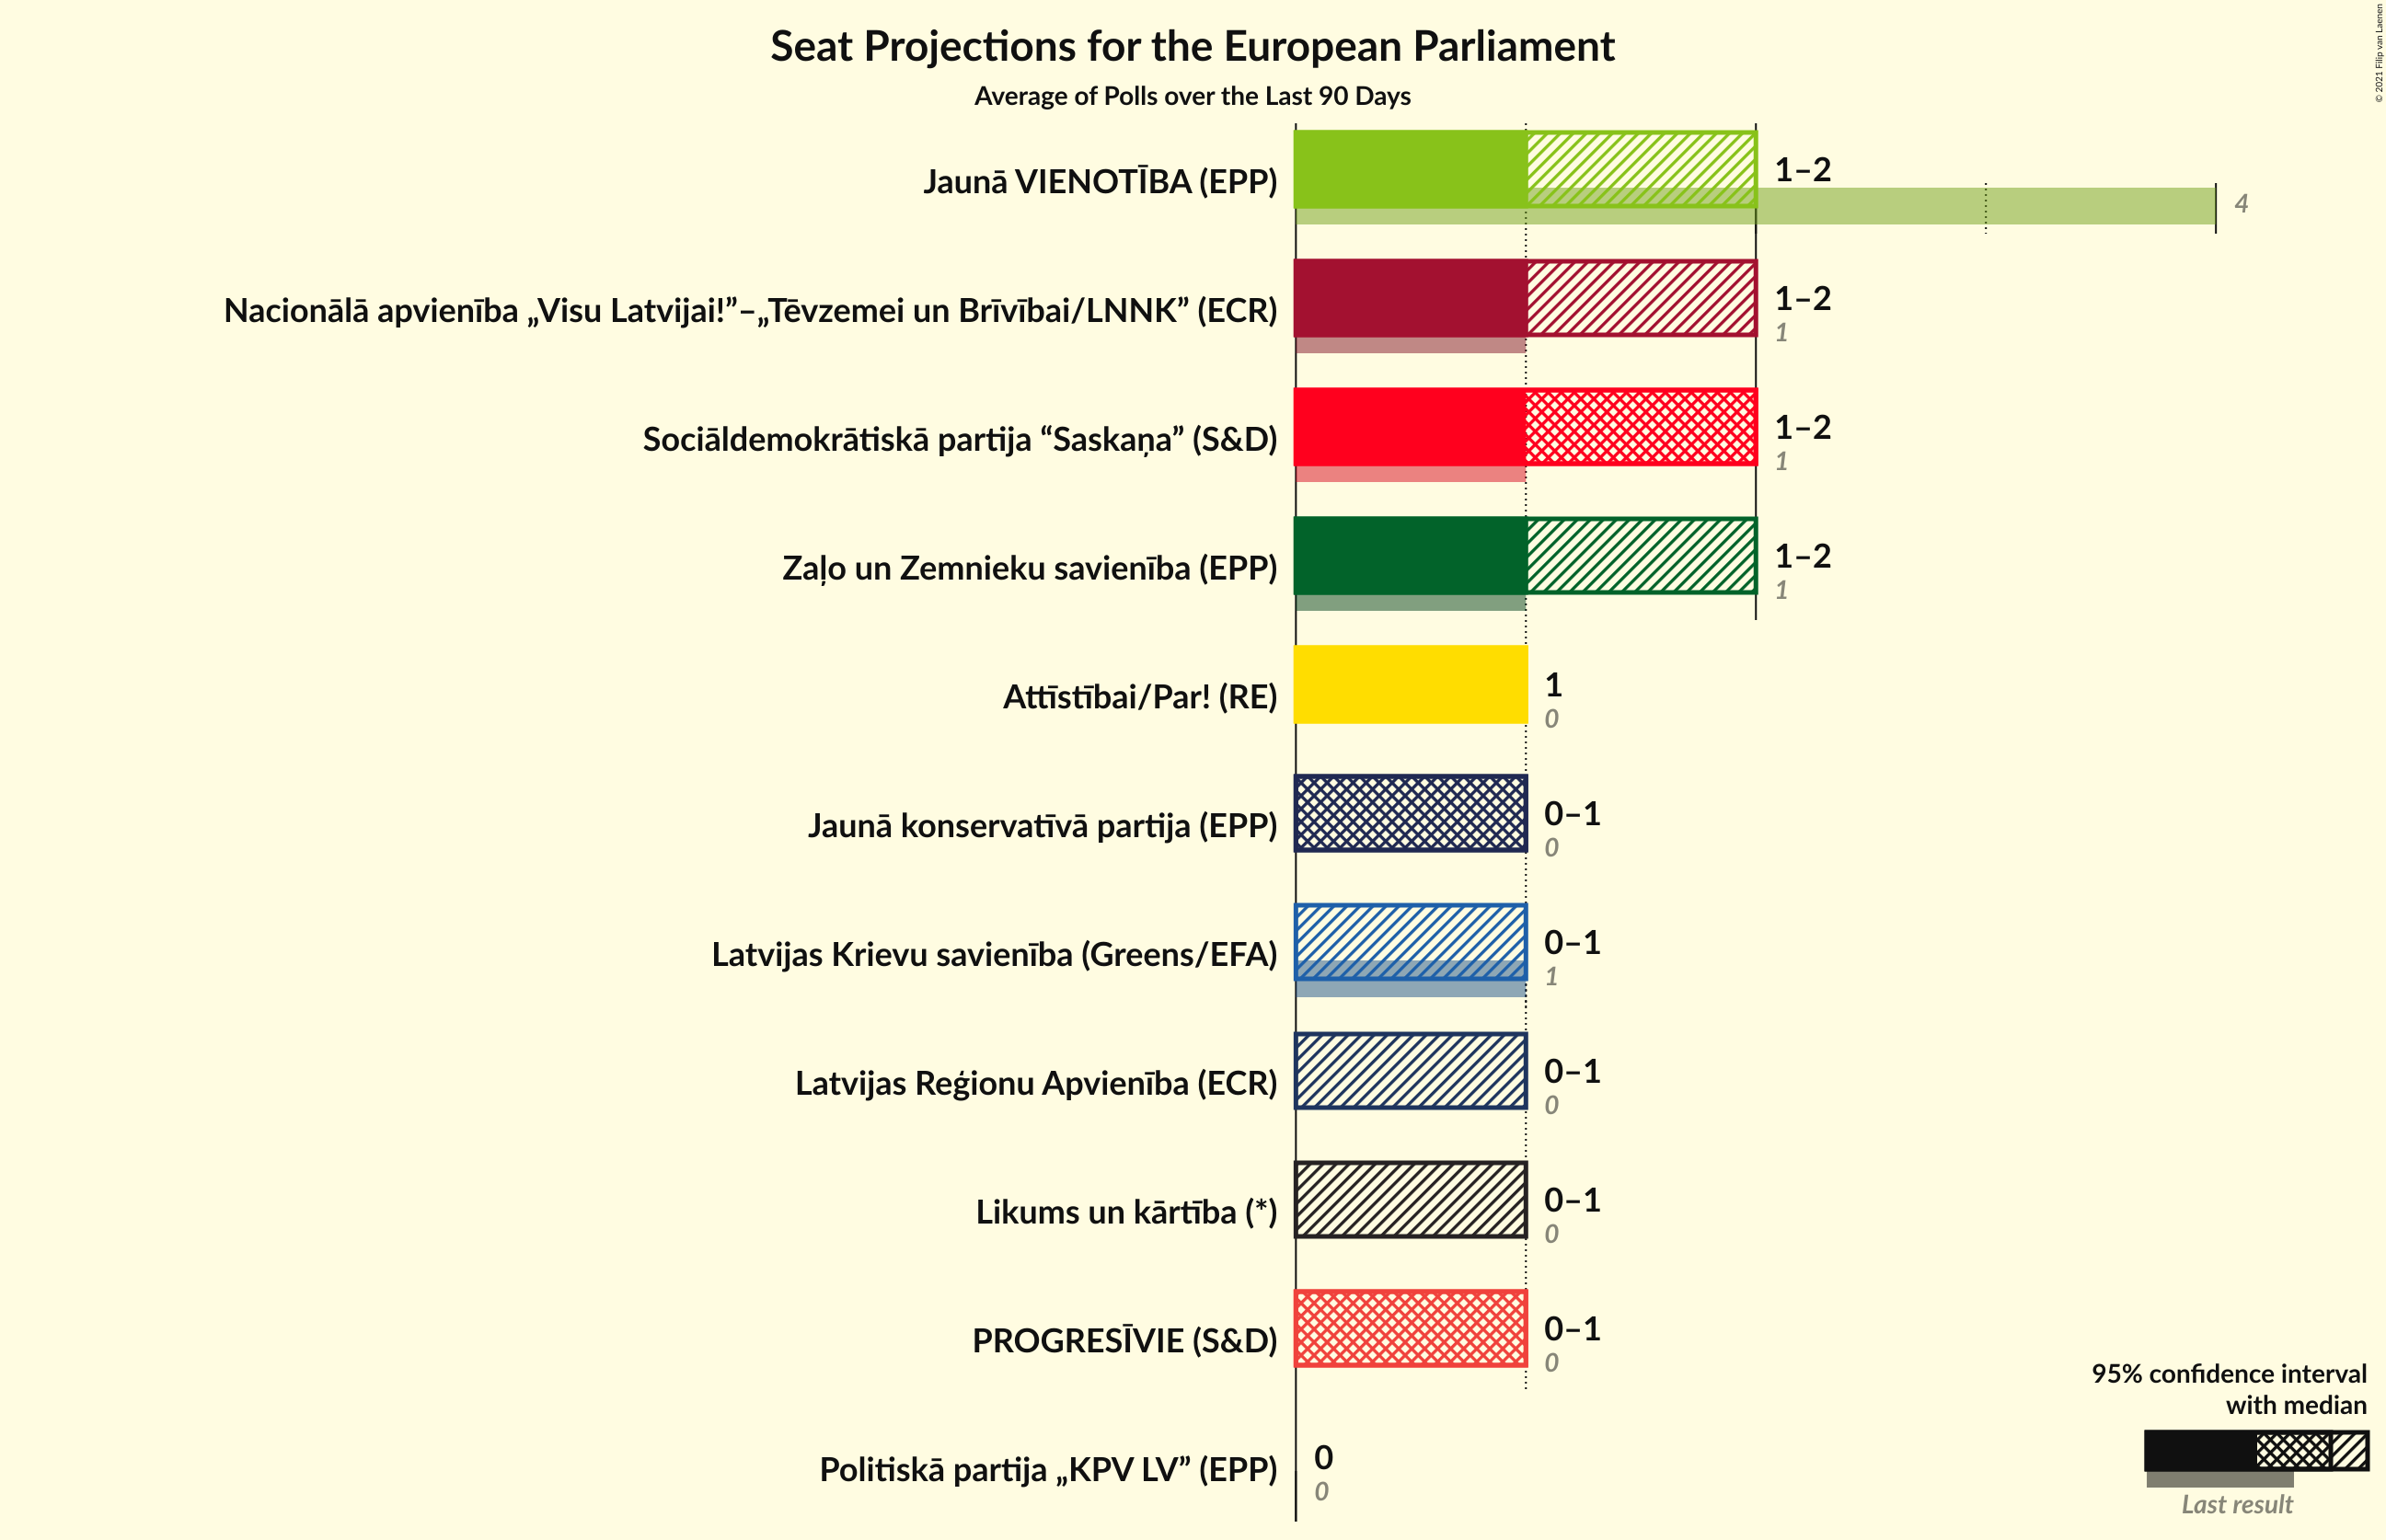 Seat Projections for the European Parliament
Average of Polls over the Last 90 Days
© 2021 Filip van Laenen
Jaunā VIENOTĪBA (EPP)
1–2
4
Nacionālā apvienība „Visu Latvijai!”–„Tēvzemei un Brīvībai/LNNK” (ECR)
1–2
1
Sociāldemokrātiskā partija “Saskaņa” (S&D)
1–2
1
Zaļo un Zemnieku savienība (EPP)
1–2
1
Attīstībai/Par! (RE)
1
0
Jaunā konservatīvā partija (EPP)
0–1
0
Latvijas Krievu savienība (Greens/EFA)
0–1
1
Latvijas Reģionu Apvienība (ECR)
0–1
0
Likums un kārtība (*)
0–1
0
PROGRESĪVIE (S&D)
0–1
0
Politiskā partija „KPV LV” (EPP)
0
0
95% confidence interval
with median
Last result